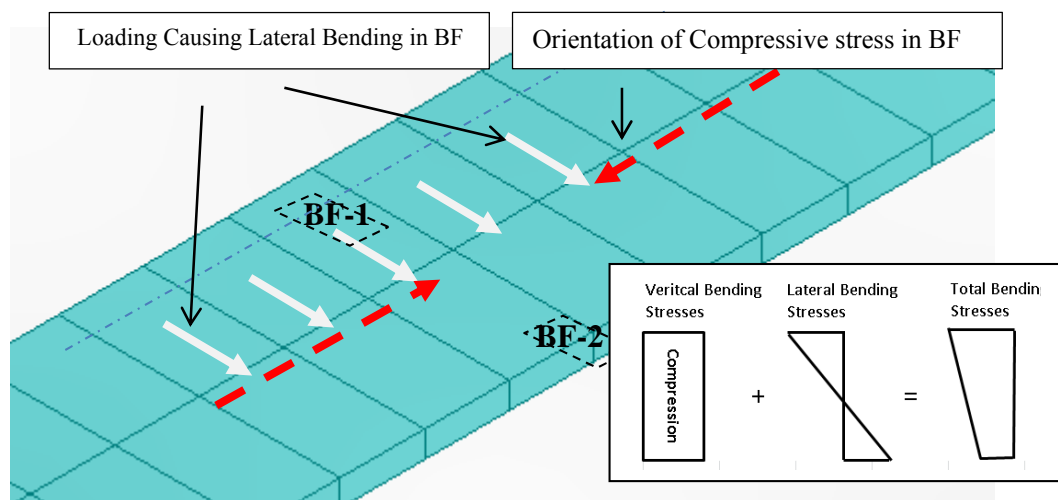 Loading Causing Lateral Bending in BF
Orientation of Compressive stress in BF
BF-1
BF-2
Veritcal Bending
Stresses
Lateral Bending
Stresses
Total Bending
Stresses
Compression
+
=